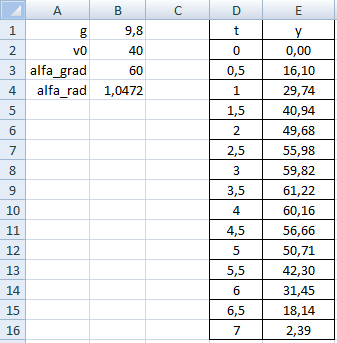 A B C D E
1 g 9,8 t y
2 v0 40 0 0,00
3 alfa_grad 60 0,5 16,10
4 alfa_rad 1,0472 1 29,74
5 1,5 40,94
6 2 49,68
7 2,5 55,98
8 3 59,82
9 3,5 61,22
10 4 60,16
11 4,5 56,66
12 5 50,71
13 5,5 42,30
14 6 31,45
15 6,5 18,14
16 7 2,39